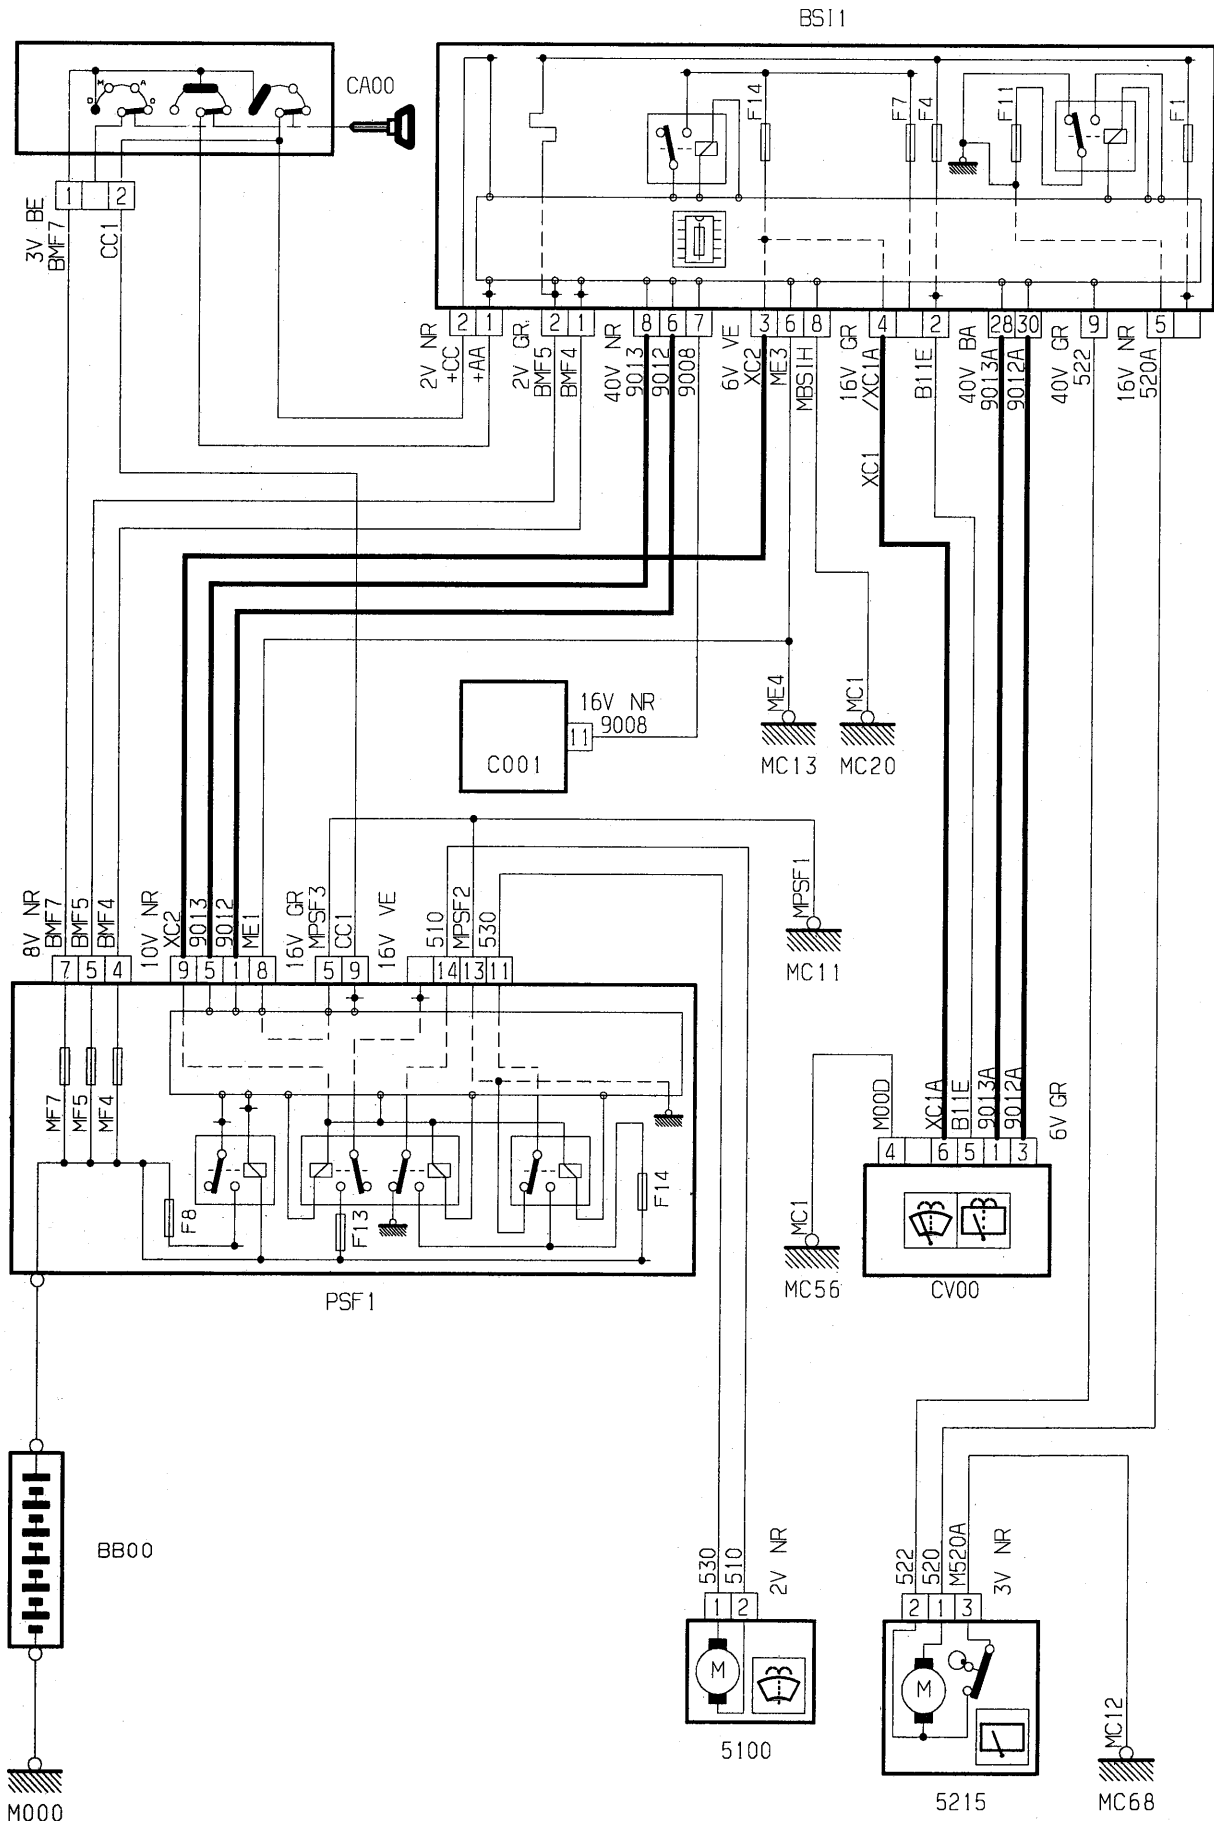 BSI1
CA00
M
A
D
C
F14
F7
F4
F11
F1
1
2
3V BE
BMF7
CC1
2
1
2
1
8
6
7
3
6
8
4
2
28
30
9
5
2V NR
+CC
+AA
2V GR
BMF5
BMF4
40V NR
9013
9012
9008
6V VE
XC2
ME3
MBSIH
16V GR
/XC1A
B11E
40V BA
9013A
9012A
40V GR
522
16V NR
520A
XC1
ME4
MC1
MC13
MC20
16V NR
9008
11
C001
8V NR
BMF7
BMF5
BMF4
10V NR
XC2
9013
9012
ME1
16V GR
MPSF3
CC1
16V VE
510
MPSF2
530
MPSF1
MC11
7
5
4
9
5
1
8
5
9
14
13
11
MF7
MF5
MF4
F8
F13
F14
PSF1
M00D
XC1A
B11E
9013A
9012A
6V GR
4
6
5
1
3
MC1
MC56
CV00
BB00
M000
530
510
2V NR
1
2
M
5100
522
520
M520A
3V NR
2
1
3
M
5215
MC12
MC68